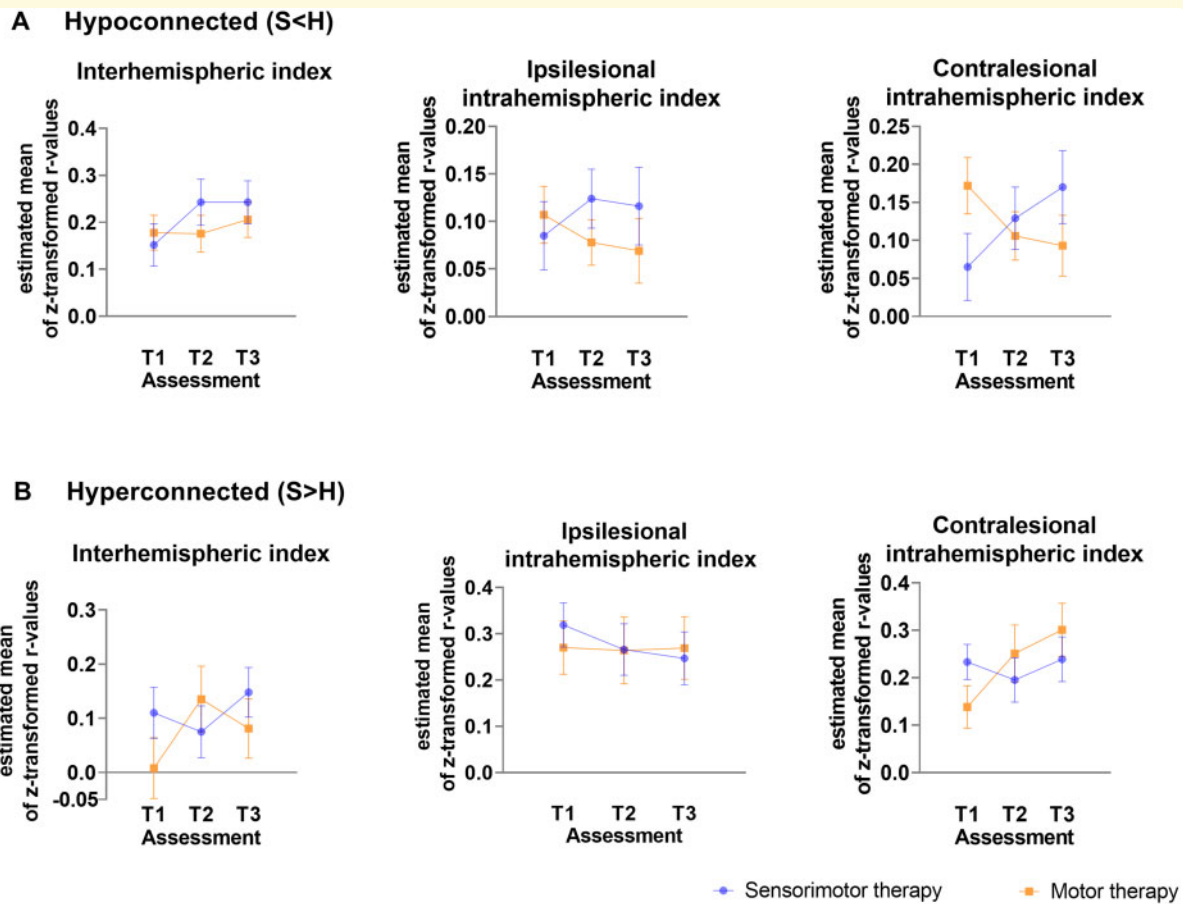 A Hypoconnected (S<H)
Interhemispheric index
estimated mean
of z-transformed r-values
0.4
0.3
0.2
0.1
0.0
T1 T2 T3
Assessment
Ipsilesional
intrahemispheric index
estimated mean
of z-transformed r-values
0.20
0.15
0.10
0.05
0.00
T1 T2 T3
Assessment
Contralesional
intrahemispheric index
estimated mean
of z-transformed r-values
0.25
0.20
0.15
0.10
0.05
0.00
T1 T2 T3
Assessment
B Hyperconnected (S>H)
Interhemispheric index
estimated mean
of z-transformed r-values
0.3
0.2
0.1
0.0
-0.05
T1 T2 T3
Assessment
Ipsilesional
intrahemispheric index
estimated mean
of z-transformed r-values
0.4
0.3
0.2
0.1
0.0
T1 T2 T3
Assessment
Contralesional
intrahemispheric index
estimated mean
of z-transformed r-values
0.4
0.3
0.2
0.1
0.0
T1 T2 T3
Assessment
Sensorimotor therapy
Motor therapy